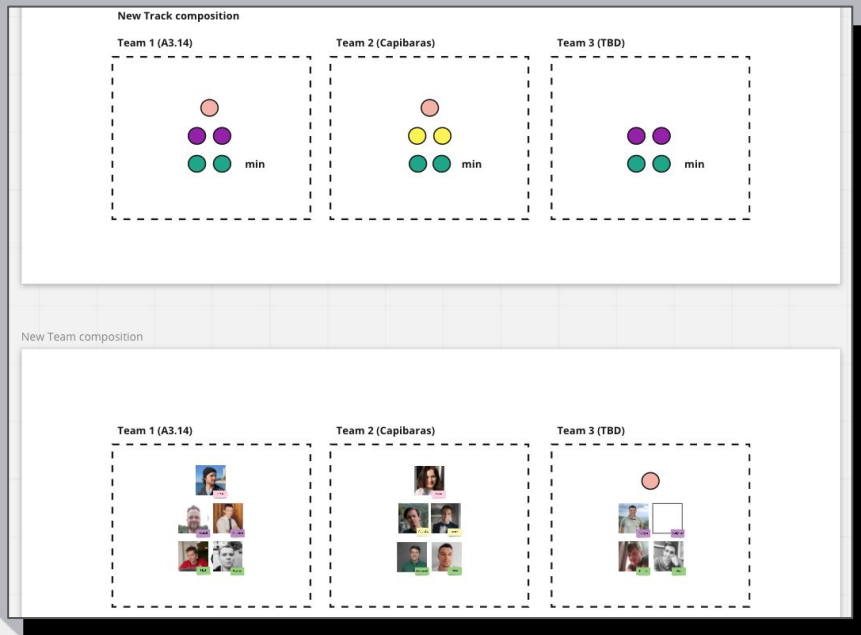 New Track composition
Team 1 (A3.14)
Team 2 (Capibaras)
Team 3 (TBD)
min
min
min
New Team composition
Team 1 (A3.14)
Team 2 (Capibaras)
Team 3 (TBD)